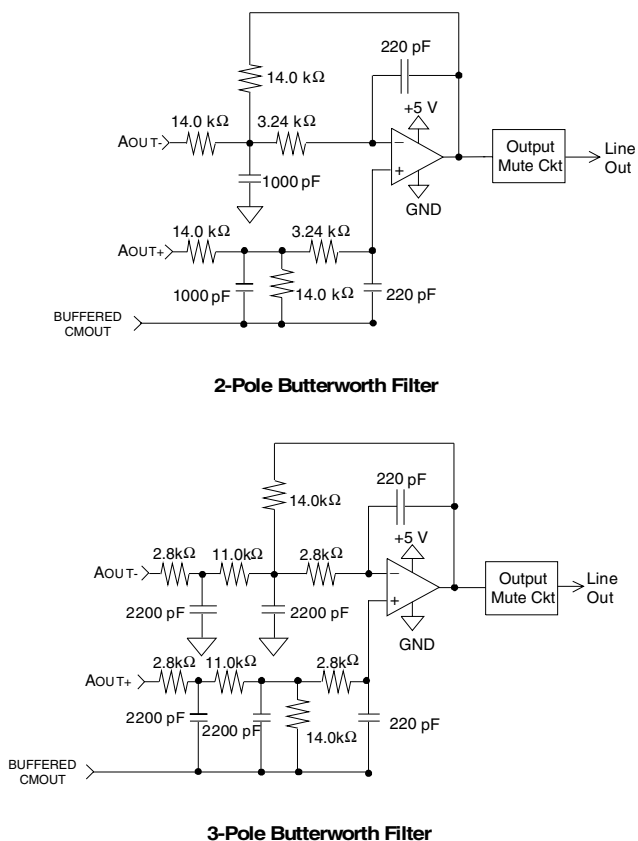 220 pF
14.0 kΩ
+5 V
14.0 kΩ
3.24 kΩ
AOUT-
−
+
Output
Mute Ckt
Line
Out
1000 pF
GND
14.0 kΩ
3.24 kΩ
AOUT+
1000 pF
14.0 kΩ
220 pF
BUFFERED
CMOUT
2-Pole Butterworth Filter
220 pF
14.0kΩ
+5 V
2.8kΩ
11.0kΩ
2.8kΩ
AOUT-
−
+
Output
Mute Ckt
Line
Out
2200 pF
2200 pF
GND
2.8kΩ
11.0kΩ
2.8kΩ
AOUT+
2200 pF
2200 pF
14.0kΩ
220 pF
BUFFERED
CMOUT
3-Pole Butterworth Filter